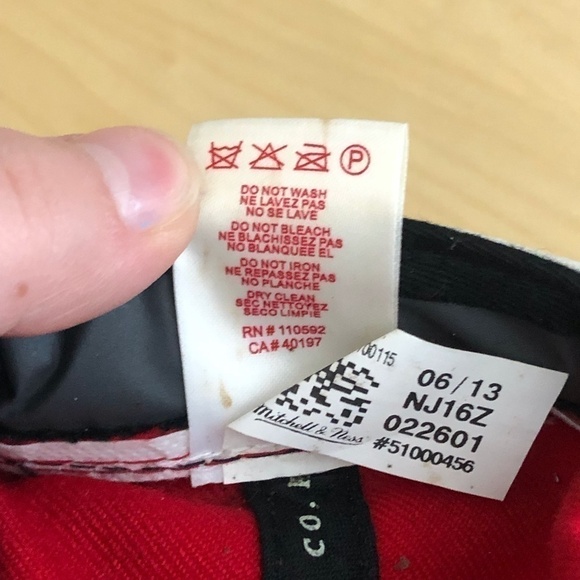 P
DO NOT WASH
NE LAVEZ PAS
NO SE LAVE
DO NOT BLEACH
NE BLACHISSEZ PAS
NO BLANQUEE EL
DO NOT IRON
NE REPASSEZ PAS
NO PLANCHE
DRY CLEAN
SEC NETTOYEZ
SECO LIMPIE
RN# 110592
CA# 40197
00115
06/13
NJ16Z
022601
#51000456
Mitchell & Ness
CO.